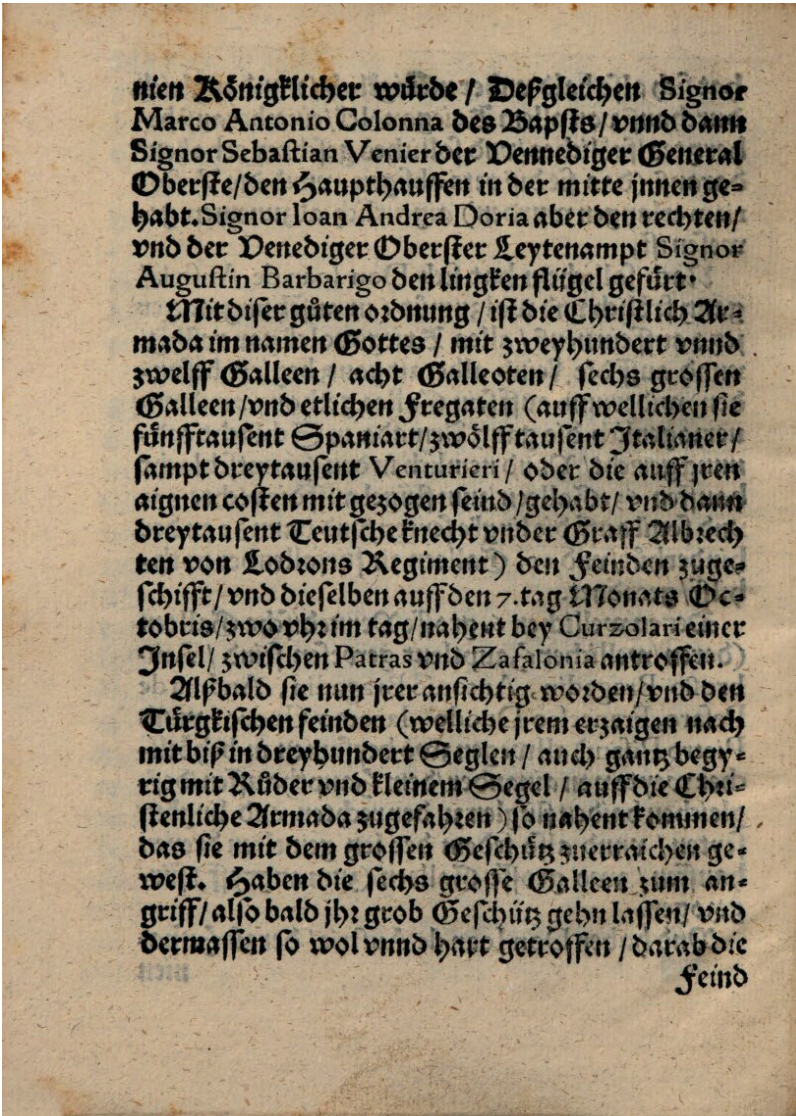 nien Königklicher würde / Deßgleichen Signor
Marco Antonio Colonna des Bapsts / vnnd dann
Signor Sebastian Venier der Vennediger General
Oberste / den Haupthauffen in der mitte jnnen ge⸗
habt. Signor Ioan Andrea Doria aber den rechten /
vnd der Venediger Oberster Leytenampt Signor
Augustin Barbarigo den lingken flügel gefürt.
Mit diser gůten ordnung / ist die Christlich Ar⸗
mada im namen Gottes / mit zweyhundert vnnd
zwelff Galleen / acht Galleoten / sechs grossen
Galleen / vnd etlichen Fregaten (auff wellichen sie
fünfftausent Spaniart / zwölff tausent Italianer /
sampt dreytausent Venturieri / oder die auff jren
aignen costen mit gezogen seind / gehabt / vnd dann
dreytausent Teutsche knecht vnder Graff Albrech
ten von Lodrons Regiment) den Feinden zuge⸗
schifft / vnd dieselben auff den 7. tag Monats Oc⸗
tobris / zwo vhr im tag / nahent bey Curzolari einer
Insel / zwischen Patras vnd Zafalonia antroffen.
Alßbald sie nun jrer ansichtig worden / vnd den
Türgkischen feinden (welliche jrem erzaigen nach
mit biß in dreyhundert Seglen / auch gantz begy⸗
rig mit Růder vnd kleinem Segel / auff die Chri⸗
stenliche Armada zugefahren) so nahent kommen /
das sie mit dem grossen Geschütz zuerraichen ge⸗
west. Haben die sechs grosse Galleen zum an⸗
griff / also bald jhr grob Geschütz gehn lassen / vnd
dermassen so wol vnnd hart getroffen / darab die
Feind